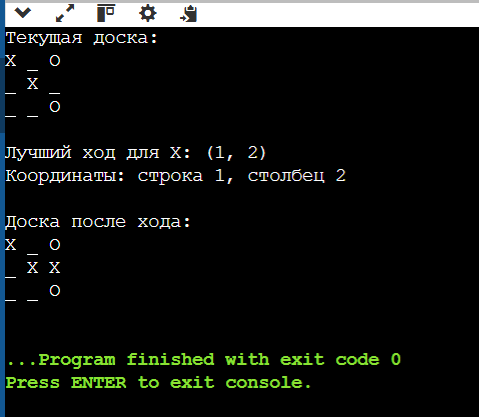 Текущая доска:
X _ O
_ X _
_ _ O
Лучший ход для X: (1, 2)
Координаты: строка 1, столбец 2
Доска после хода:
X _ O
_ X X
_ _ O
...Program finished with exit code 0
Press ENTER to exit console.